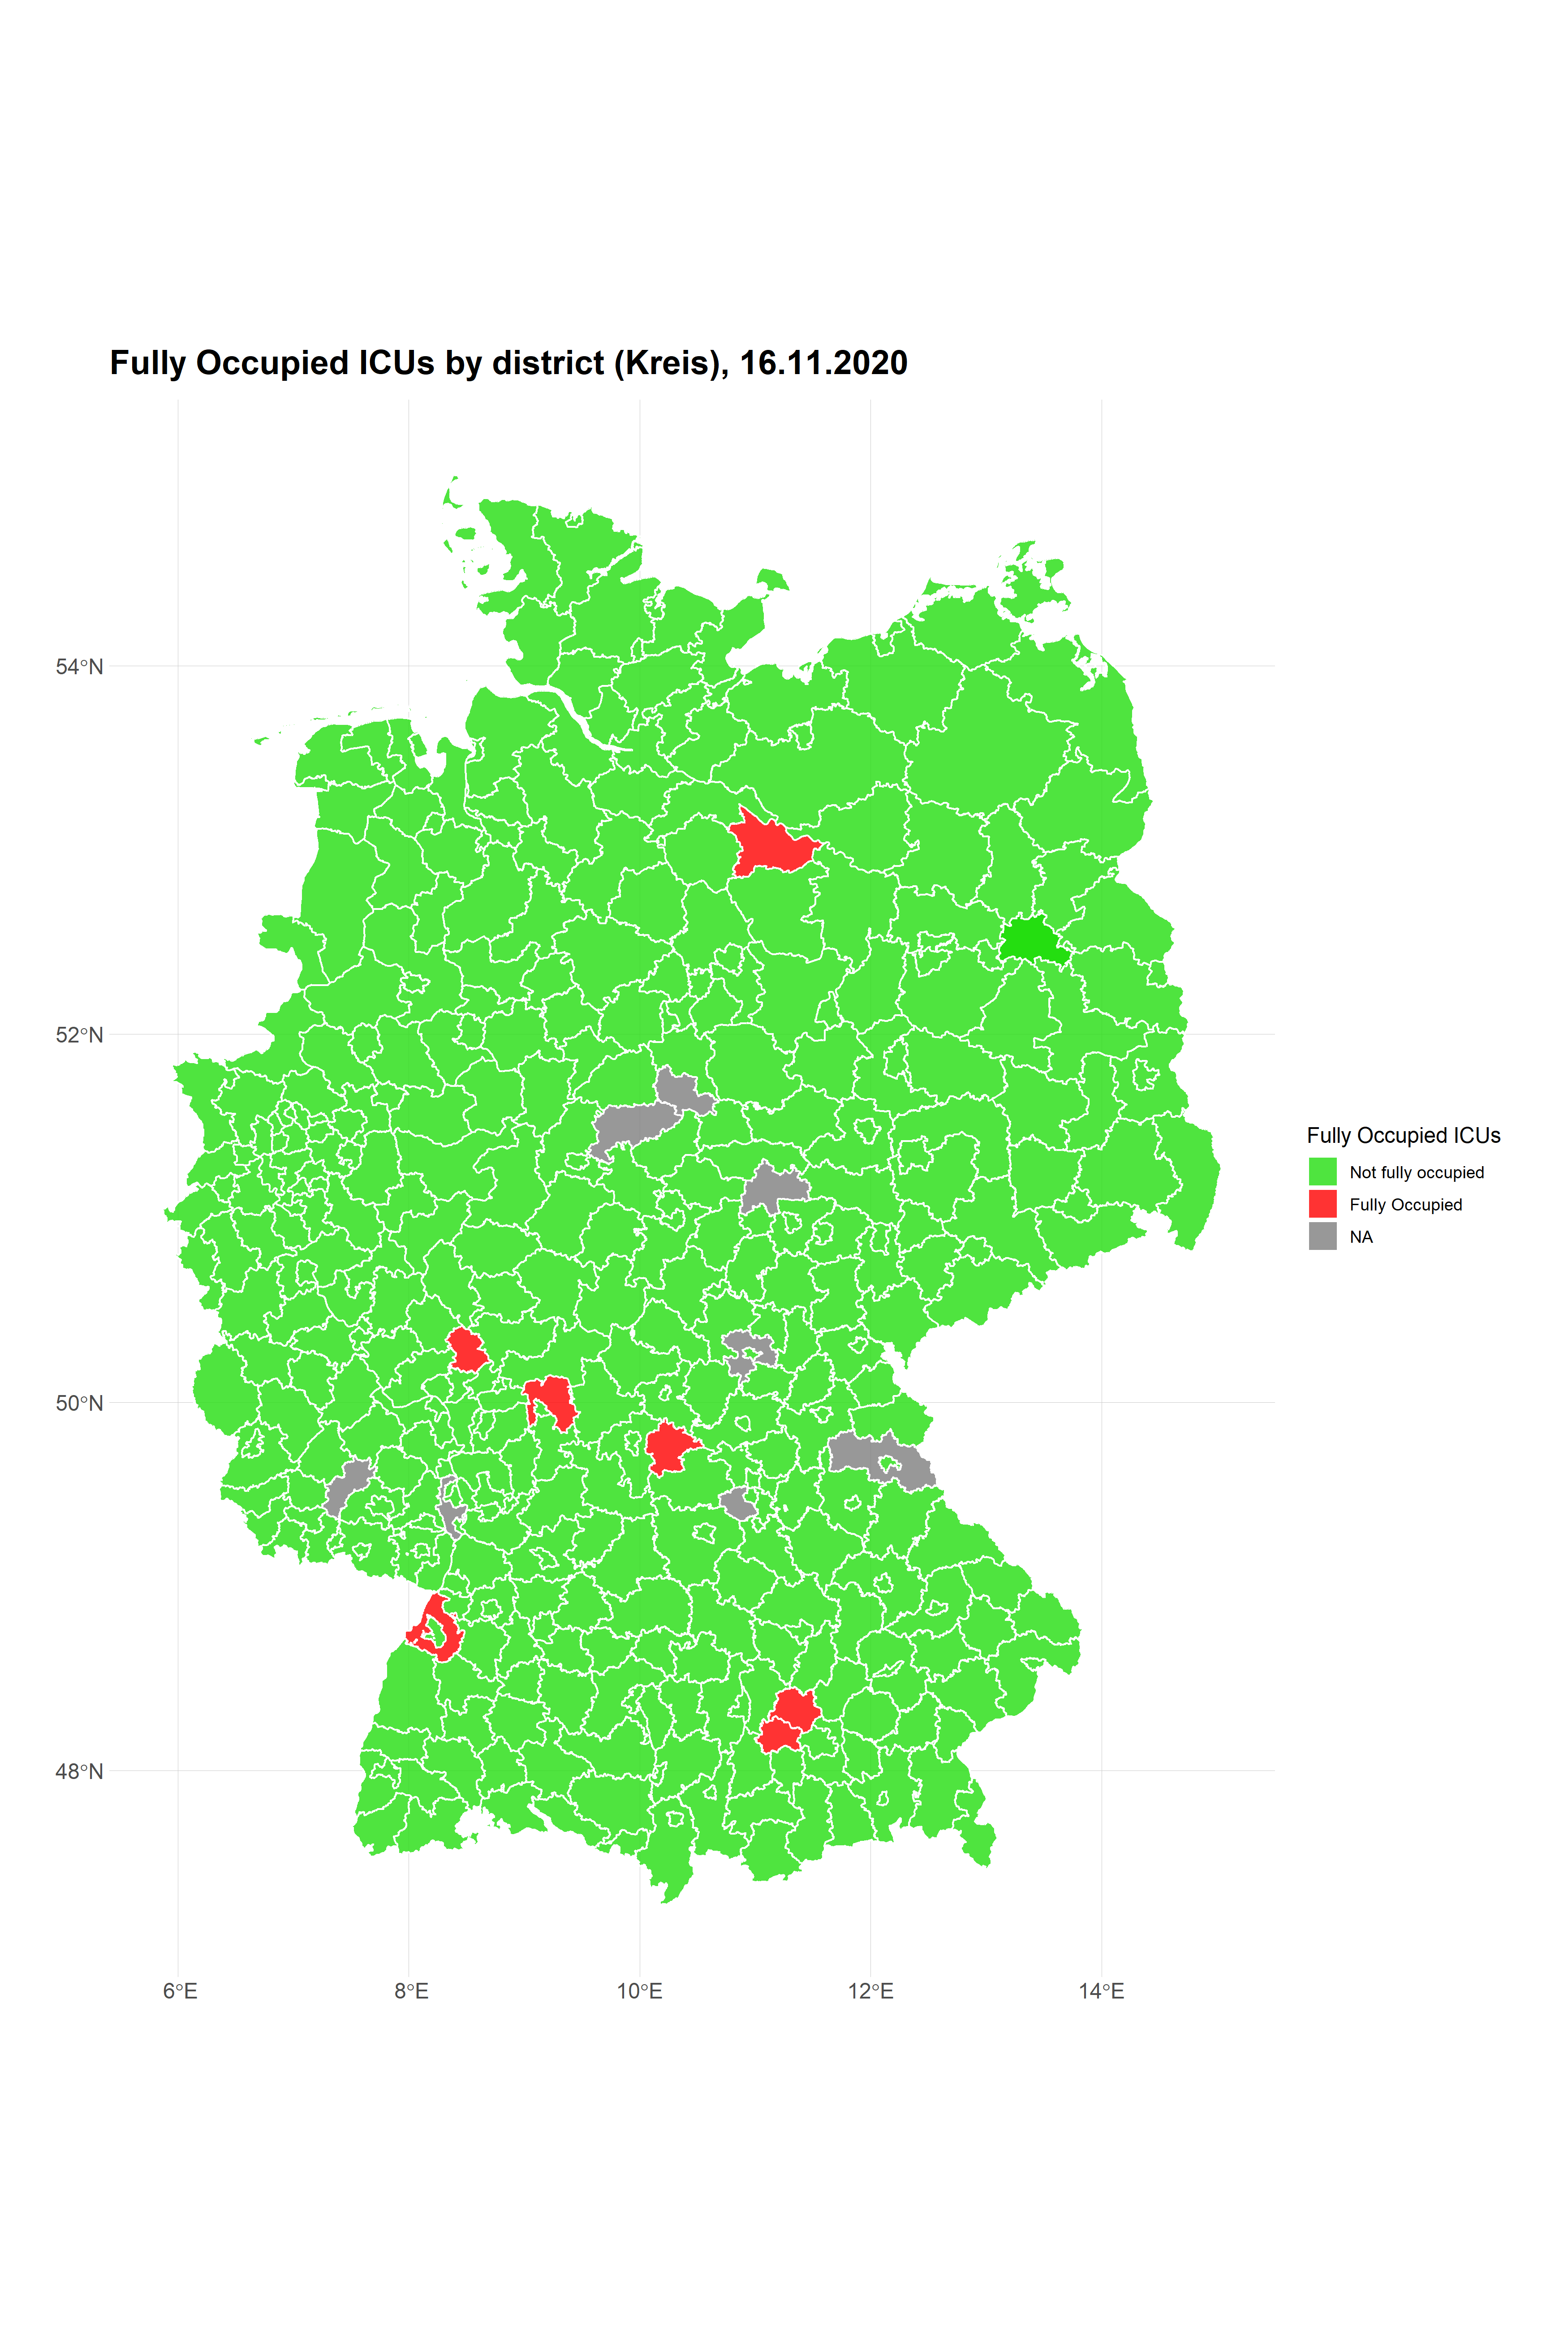 Fully Occupied ICUs by district (Kreis), 16.11.2020
54°N
52°N
50°N
48°N
6°E
8°E
10°E
12°E
14°E
Fully Occupied ICUs
Not fully occupied
Fully Occupied
NA